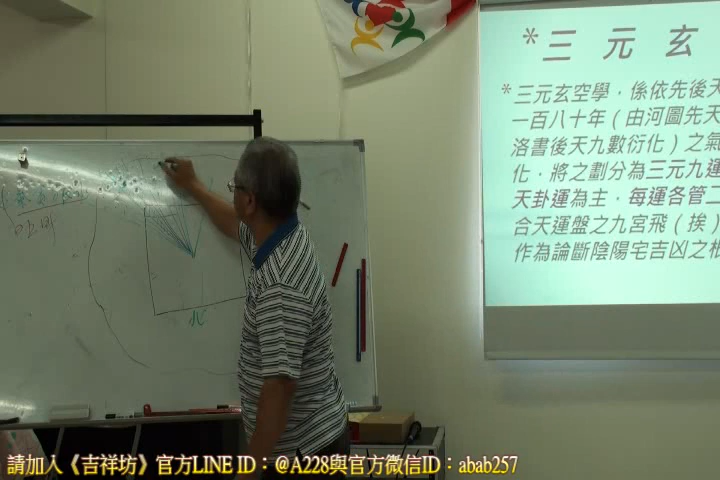 *三 元 玄
*三元玄空學，係依先後天
一百八十年（由河圖先天
洛書後天九數衍化）之氣
化，將之劃分為三元九運
天卦運為主，每運各管二
合天運盤之九宮飛（挨）
作為論斷陰陽宅吉凶之根
北
請加入《吉祥坊》官方LINE ID：@A228與官方微信ID：abab257